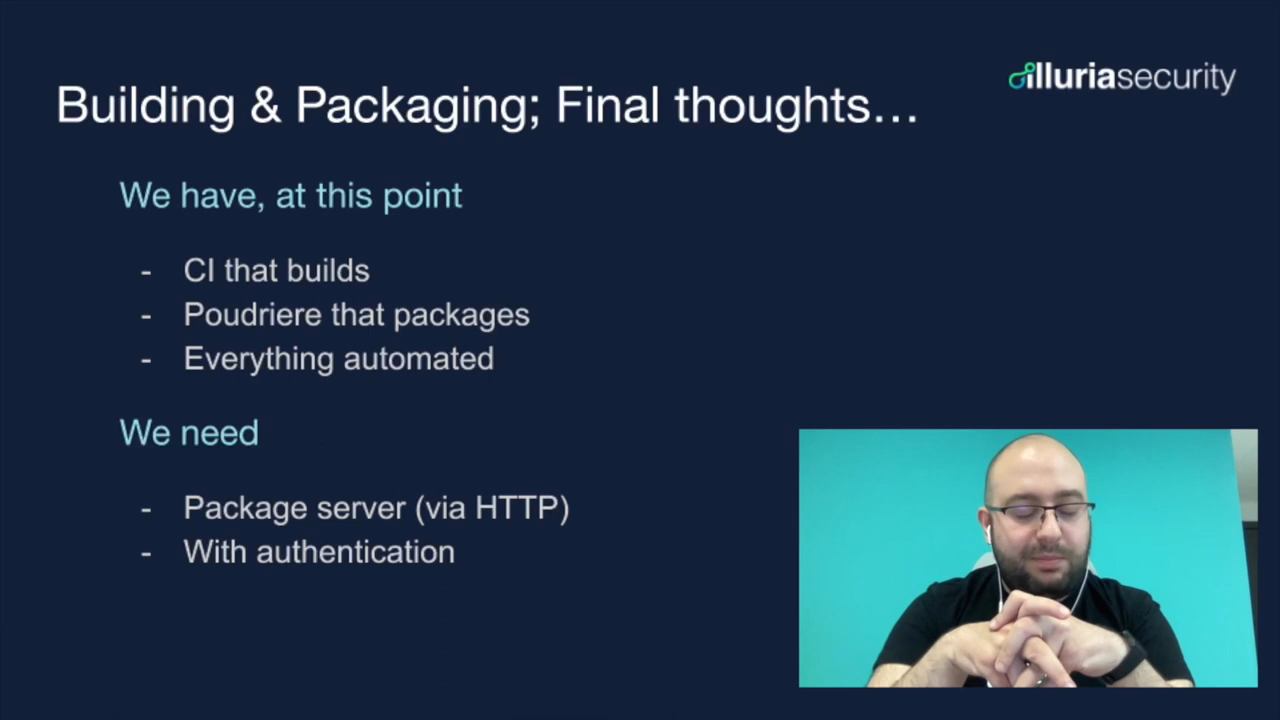 illuriasecurity
Building & Packaging; Final thoughts…
We have, at this point
- CI that builds
- Poudriere that packages
- Everything automated
We need
- Package server (via HTTP)
- With authentication